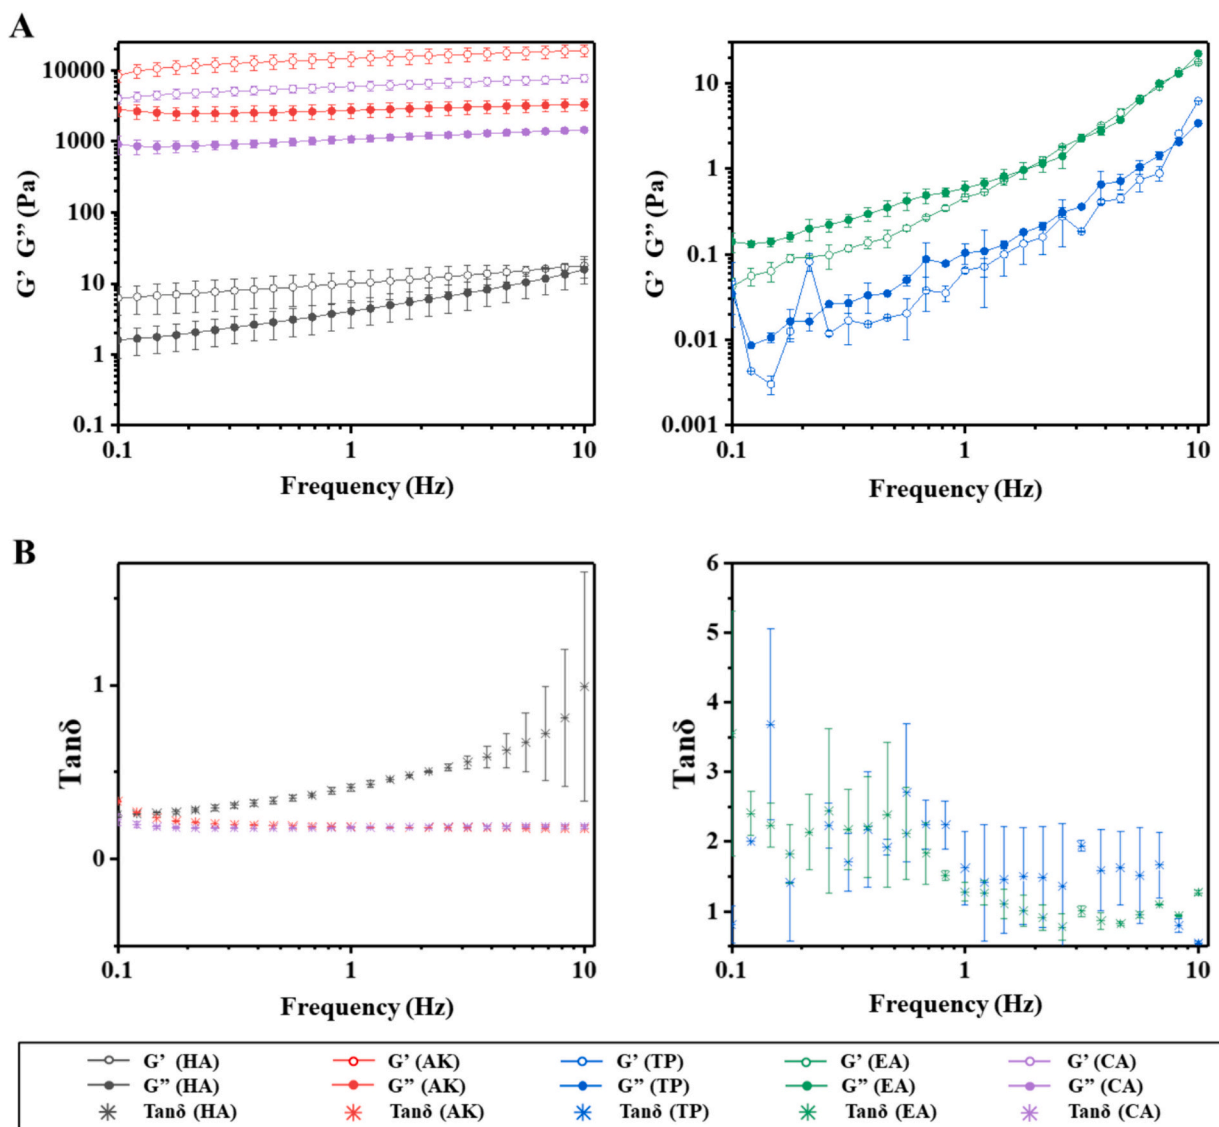 A
G’ G” (Pa)
10000
1000
100
10
1
0.1
0.1 1 10
Frequency (Hz)
G’ G” (Pa)
10
1
0.1
0.01
0.001
0.1 1 10
Frequency (Hz)
B
Tanδ
1
0
0.1 1 10
Frequency (Hz)
Tanδ
6
5
4
3
2
1
0.1 1 10
Frequency (Hz)
G’ (HA) G’ (AK) G’ (TP) G’ (EA) G’ (CA)
G” (HA) G” (AK) G” (TP) G” (EA) G” (CA)
Tanδ (HA) Tanδ (AK) Tanδ (TP) Tanδ (EA) Tanδ (CA)